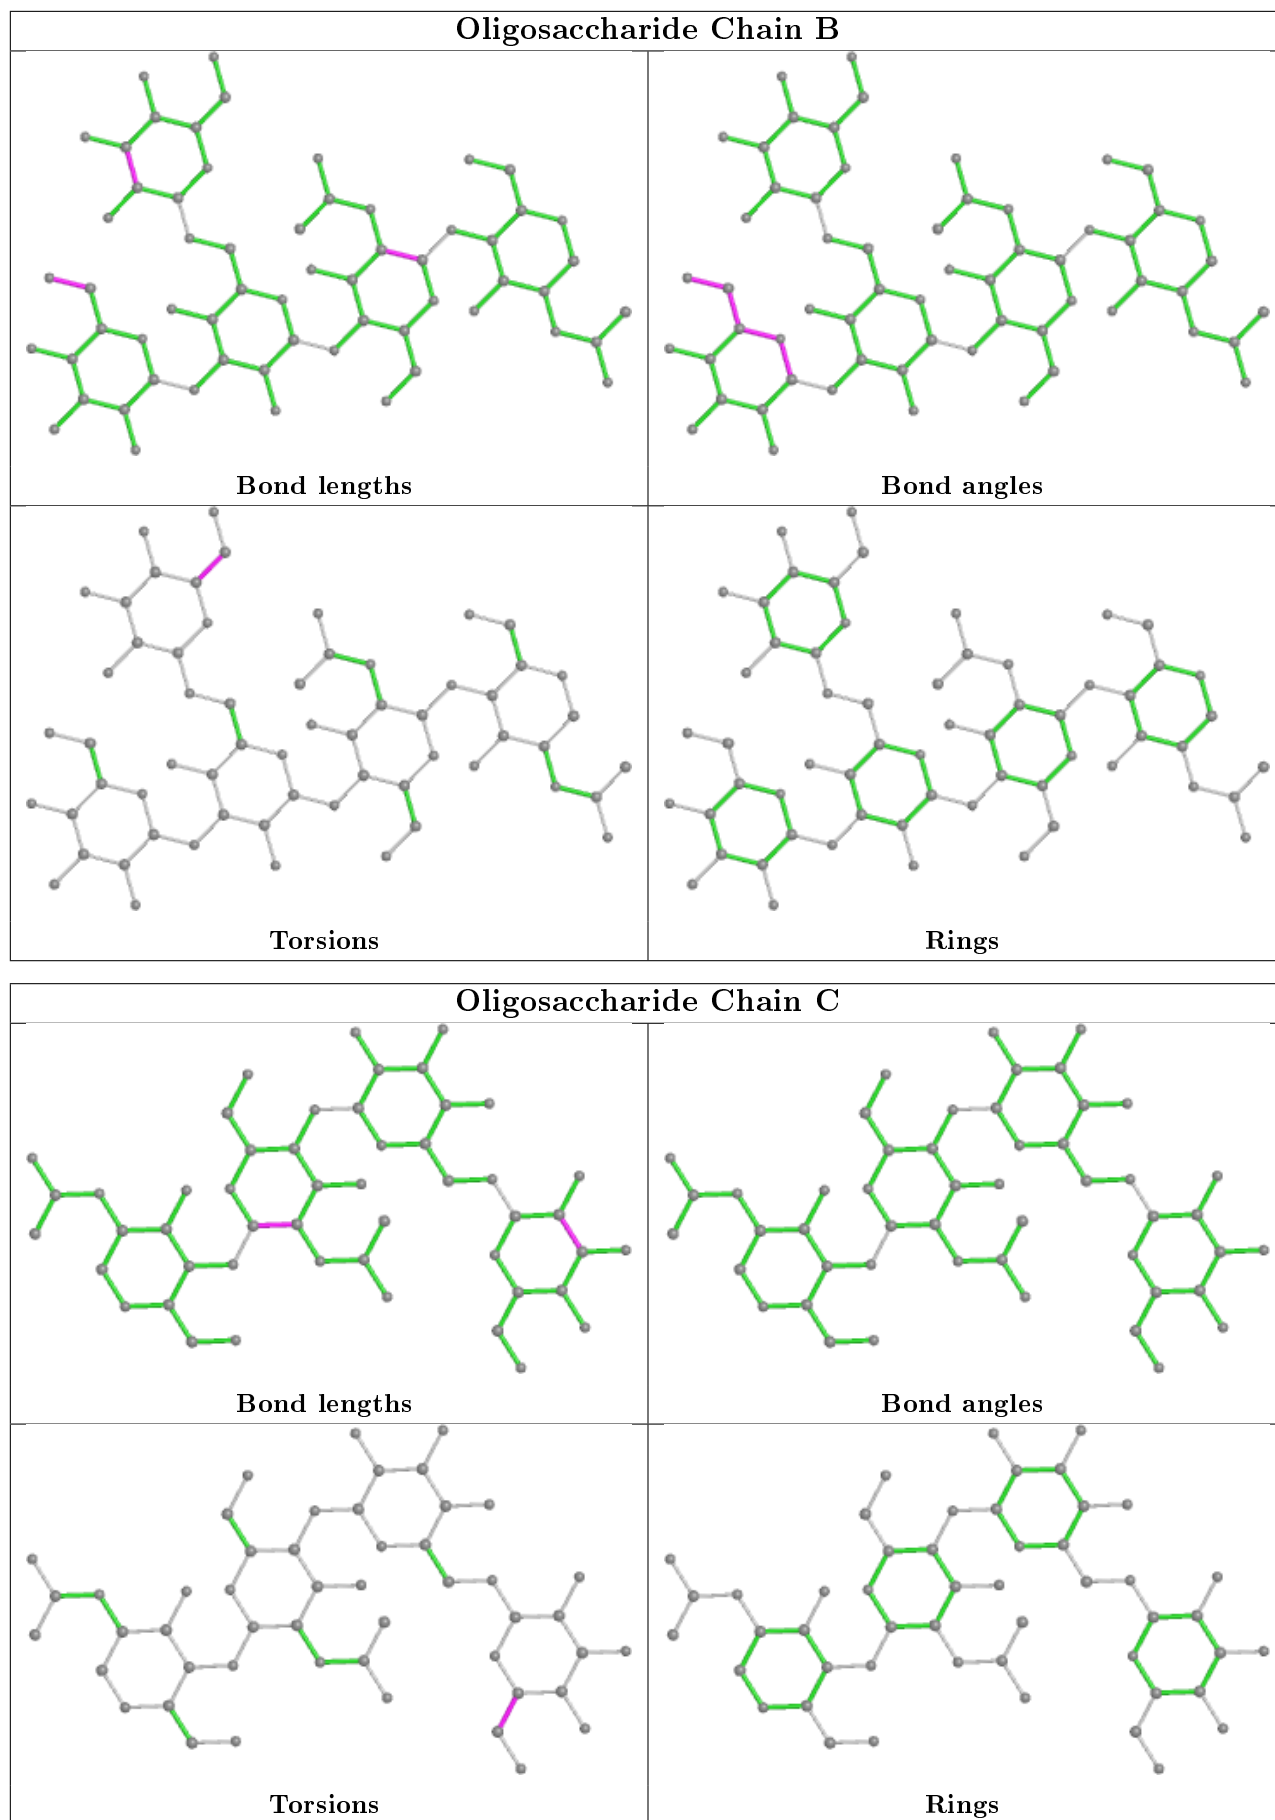 Oligosaccharide Chain B
Bond lengths
Bond angles
Torsions
Rings
Oligosaccharide Chain C
Bond lengths
Bond angles
Torsions
Rings